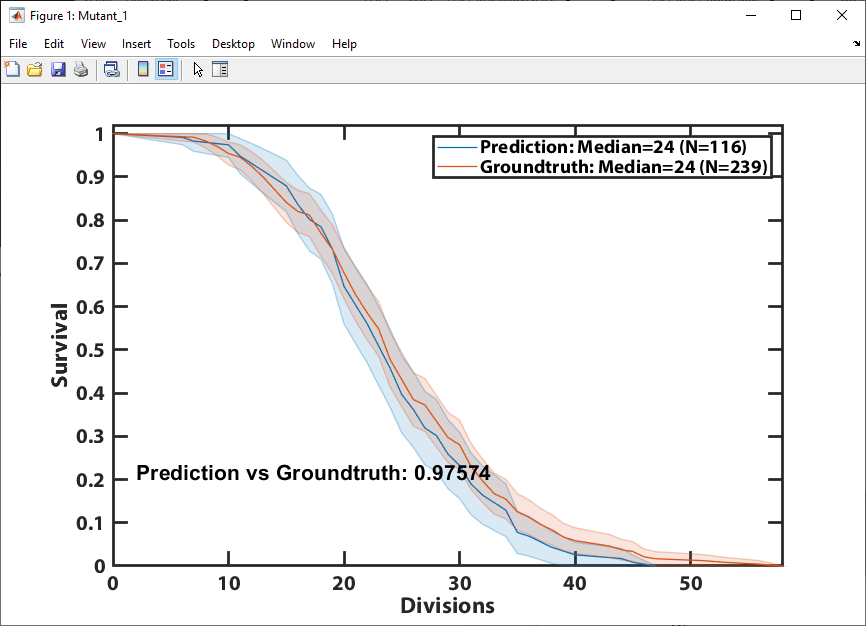 Figure 1: Mutant_1
File Edit View Insert Tools Desktop Window Help
Prediction: Median=24 (N=116)
Groundtruth: Median=24 (N=239)
1
0.9
0.8
0.7
0.6
0.5
0.4
0.3
0.2
0.1
0
Survival
Prediction vs Groundtruth: 0.97574
0 10 20 30 40 50
Divisions